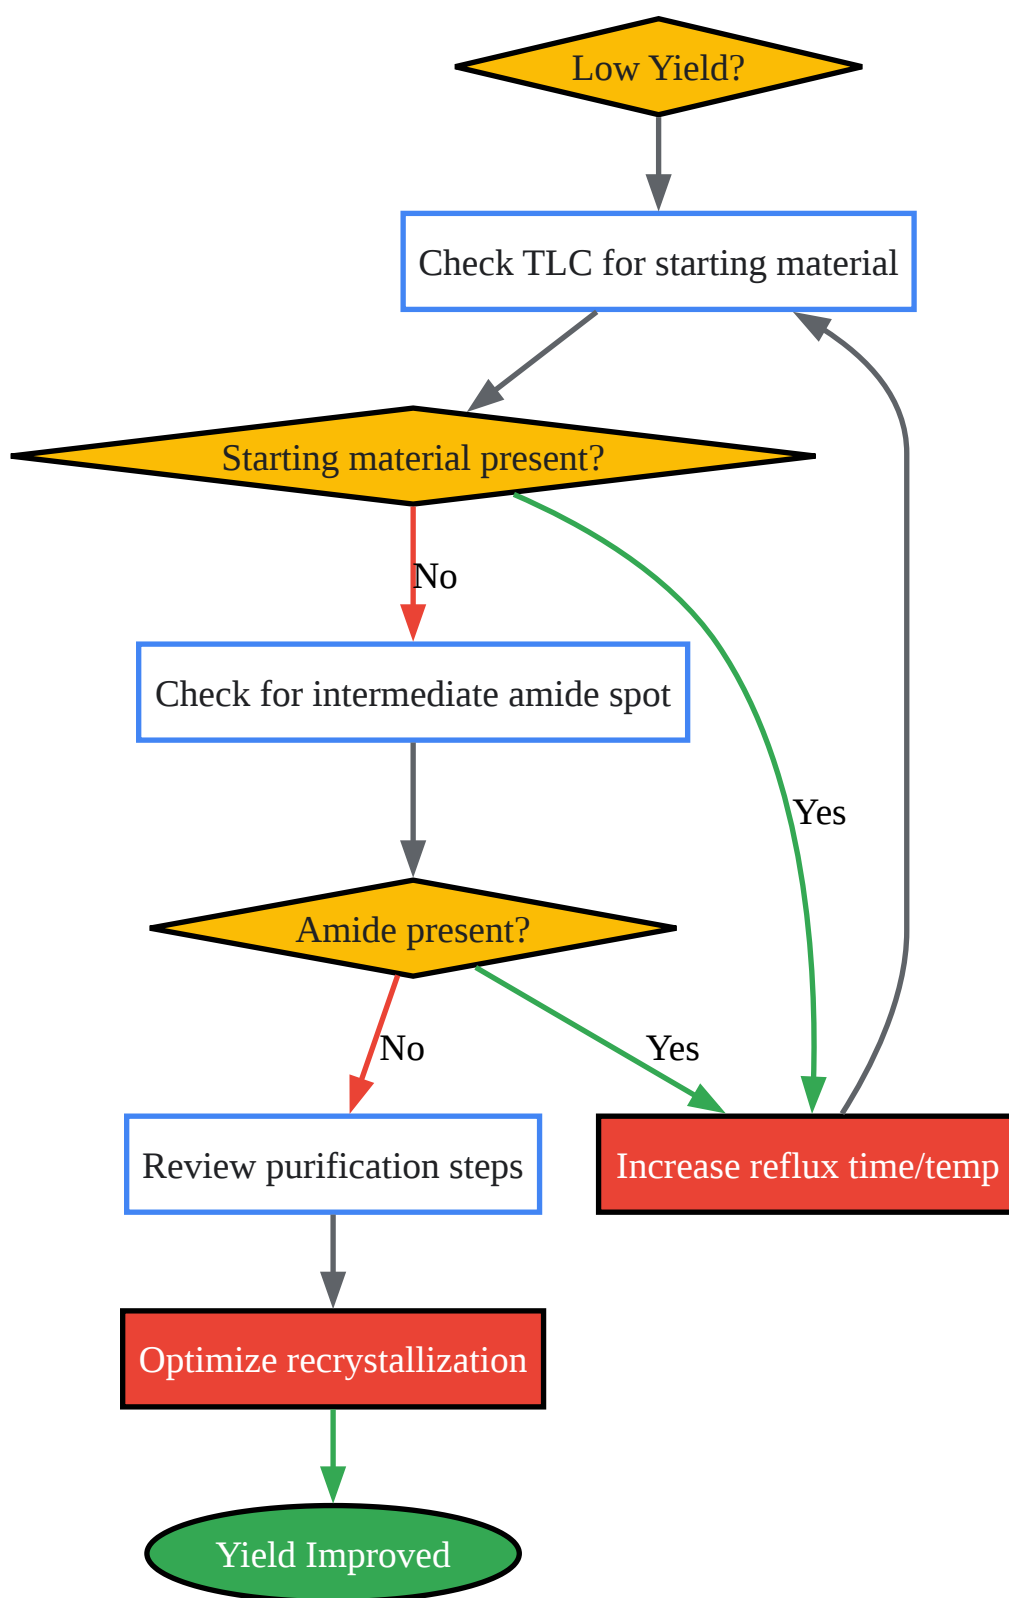 Low Yield?
Check TLC for starting material
Starting material present?
No
Check for intermediate amide spot
Yes
Amide present?
No
Yes
Review purification steps
Increase reflux time/temp
Optimize recrystallization
Yield Improved